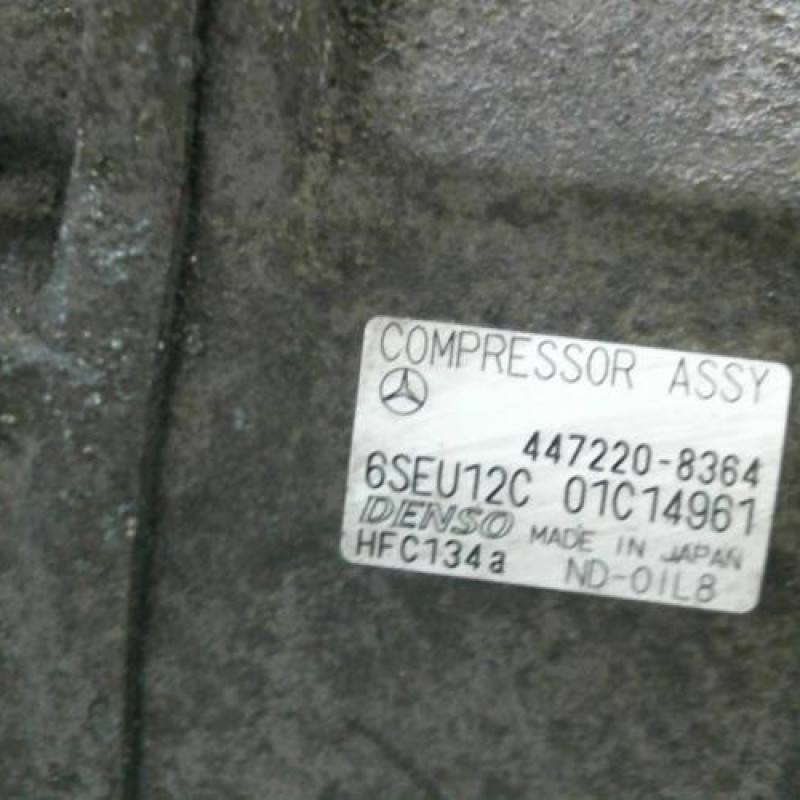 COMPRESSOR ASSY
447220-8364
6SEU12C 01C14961
DENSO MADE IN JAPAN
HFC134a ND-OIL8